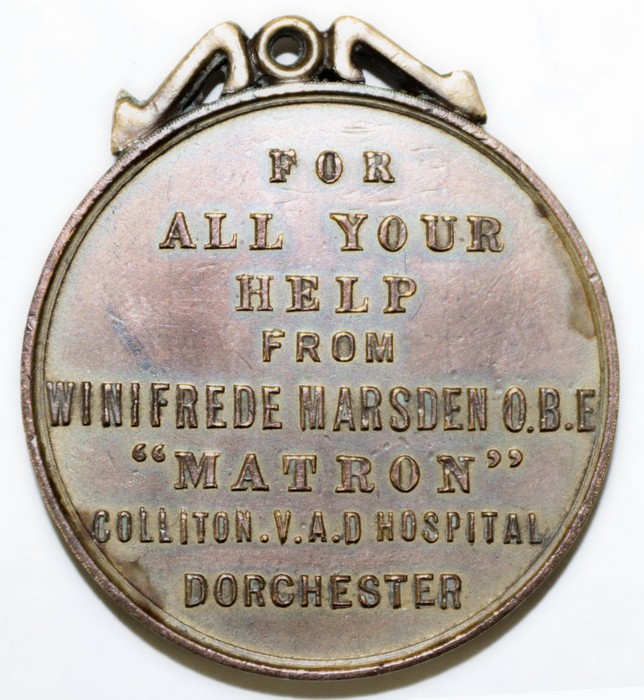 FOR
ALL YOUR
HELP
FROM
WINIFREDE MARSDEN O.B.E
"MATRON"
COLLITON.V.A.D HOSPITAL
DORCHESTER